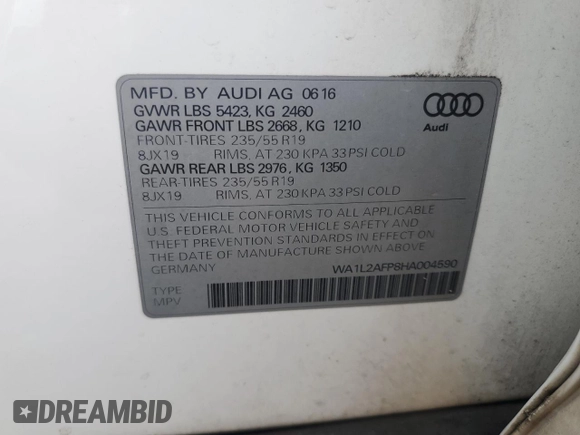 MFD. BY AUDI AG 06 16
GVWR LBS 5423, KG 2460
GAWR FRONT LBS 2668, KG 1210
FRONT-TIRES 235/55 R19
8JX19 RIMS, AT 230 KPA 33 PSI COLD
GAWR REAR LBS 2976, KG 1350
REAR-TIRES 235/55 R19
8JX19 RIMS, AT 230 KPA 33 PSI COLD
Audi
THIS VEHICLE CONFORMS TO ALL APPLICABLE
U.S. FEDERAL MOTOR VEHICLE SAFETY AND
THEFT PREVENTION STANDARDS IN EFFECT ON
THE DATE OF MANUFACTURE SHOWN ABOVE.
GERMANY WA1L2AFP8HA004590
TYPE
MPV
DREAMBID